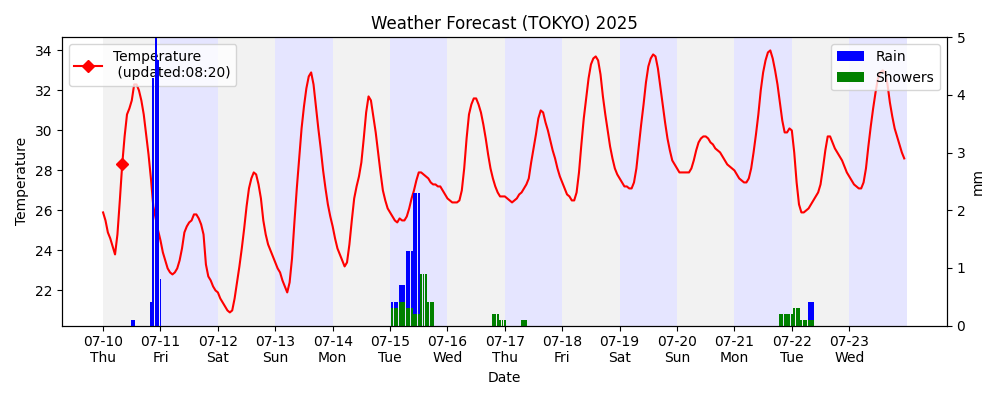 Weather Forecast (TOKYO) 2025
Temperature
(updated:08:20)
Rain
Showers
34
32
30
28
26
24
22
Temperature
5
4
3
2
1
0
mm
07-10 07-11 07-12 07-13 07-14 07-15 07-16 07-17 07-18 07-19 07-20 07-21 07-22 07-23
Thu Fri Sat Sun Mon Tue Wed Thu Fri Sat Sun Mon Tue Wed
Date